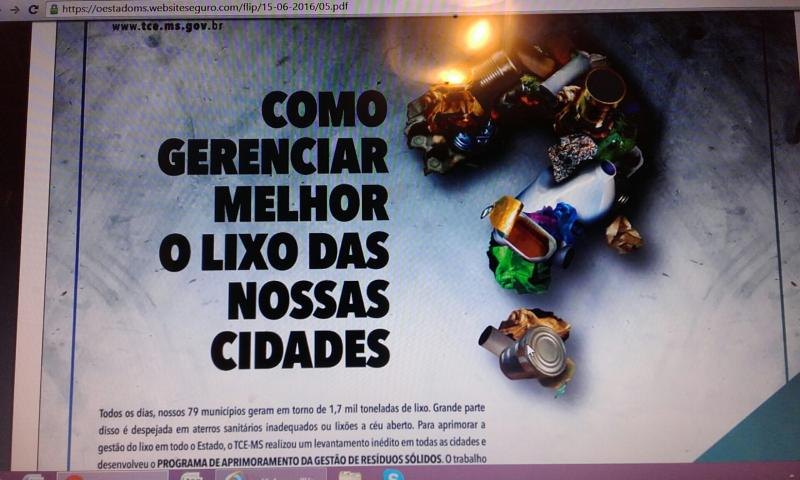 https://oestadoms.websiteseguro.com/flip/15-06-2016/05.pdf
www.tce.ms.gov.br
COMO
GERENCIAR
MELHOR
O LIXO DAS
NOSSAS
CIDADES
Todos os dias, nossos 79 municípios geram em torno de 1,7 mil toneladas de lixo. Grande parte
disso é despejada em aterros sanitários inadequados ou lixões a céu aberto. Para aprimorar a
gestão do lixo em todo o Estado, o TCE-MS realizou um levantamento inédito em todas as cidades e
desenvolveu o PROGRAMA DE APRIMORAMENTO DA GESTÃO DE RESÍDUOS SÓLIDOS. O trabalho